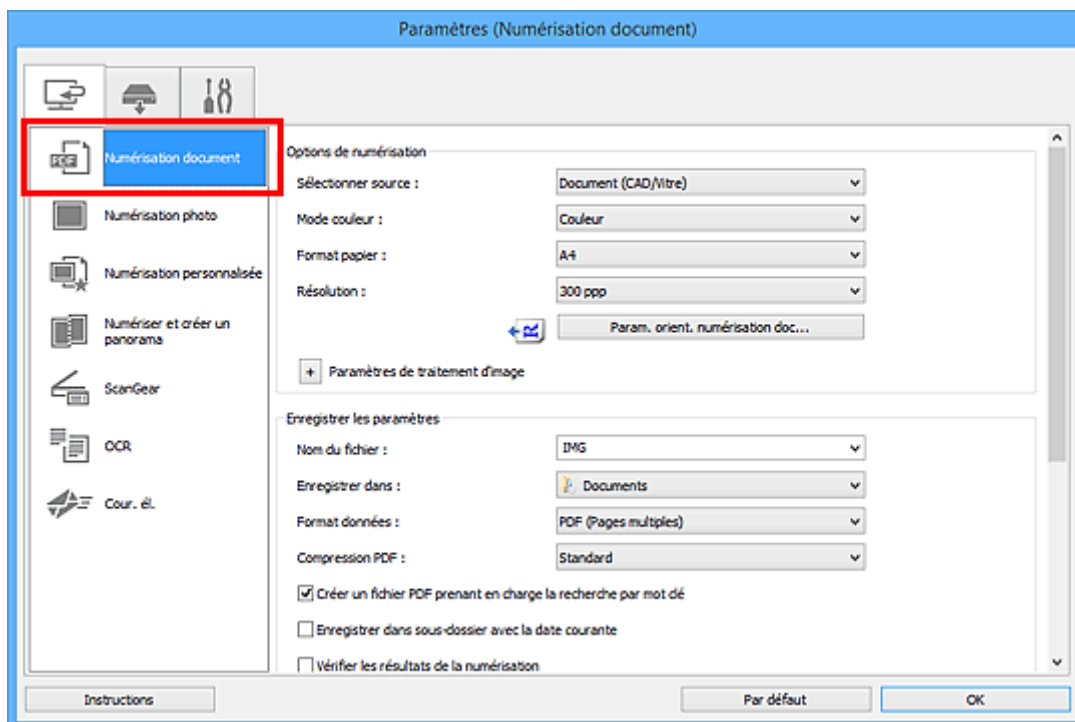 Paramètres (Numérisation document)
PDF
Numérisation document
Numérisation photo
Numérisation personnalisée
Numériser et créer un
panorama
ScanGear
OCR
Cour. él.
Options de numérisation
Sélectionner source :
Document (CAD/Vitre)
Mode couleur :
Couleur
Format papier :
A4
Résolution :
300 ppp
R
Param. orient. numérisation doc...
+ Paramètres de traitement d'image
Enregistrer les paramètres
Nom du fichier :
IMG
Enregistrer dans :
Documents
Format données :
PDF (Pages multiples)
Compression PDF :
Standard
Créer un fichier PDF prenant en charge la recherche par mot clé
Enregistrer dans sous-dossier avec la date courante
Vérifier les résultats de la numérisation
Instructions
Par défaut
OK